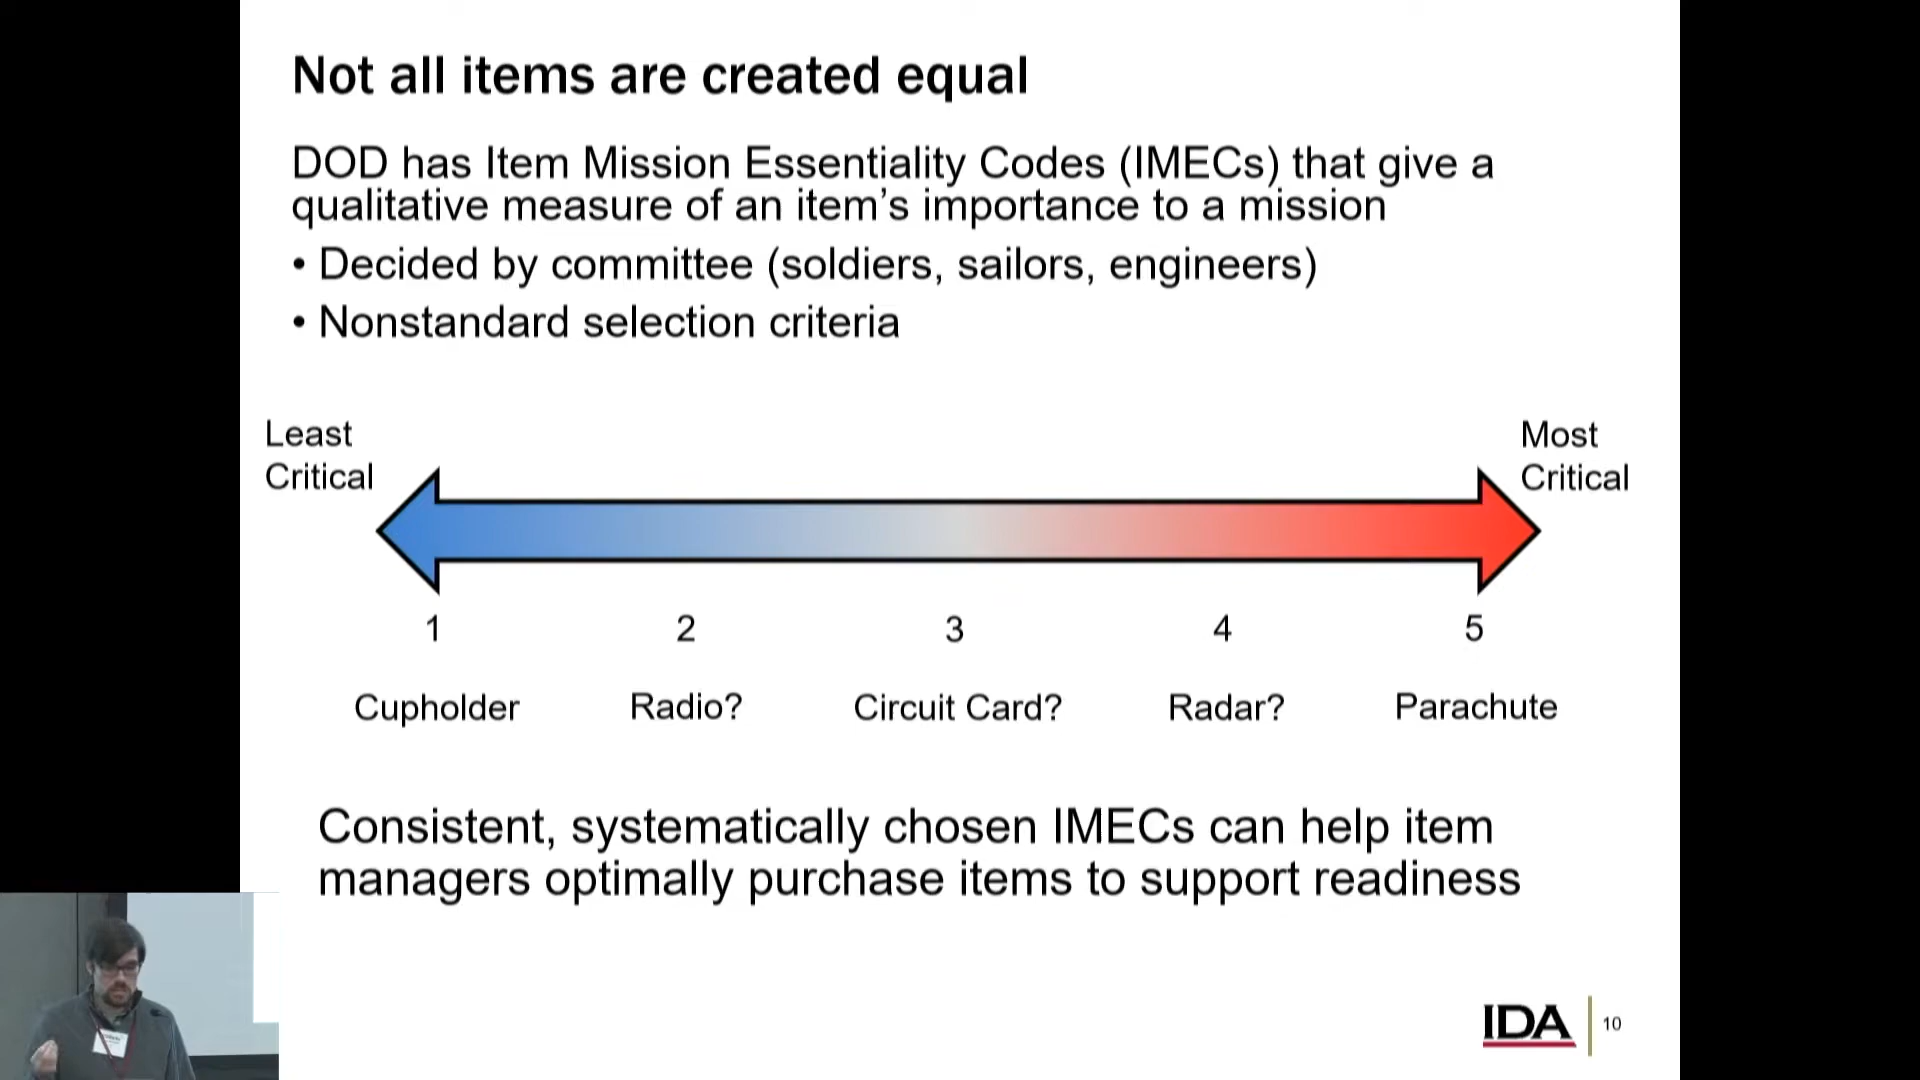 Not all items are created equal
DOD has Item Mission Essentiality Codes (IMECs) that give a
qualitative measure of an item's importance to a mission
• Decided by committee (soldiers, sailors, engineers)
• Nonstandard selection criteria
Least
Critical
Most
Critical
1 2 3 4 5
Cupholder Radio? Circuit Card? Radar? Parachute
Consistent, systematically chosen IMECs can help item
managers optimally purchase items to support readiness
IDA 10